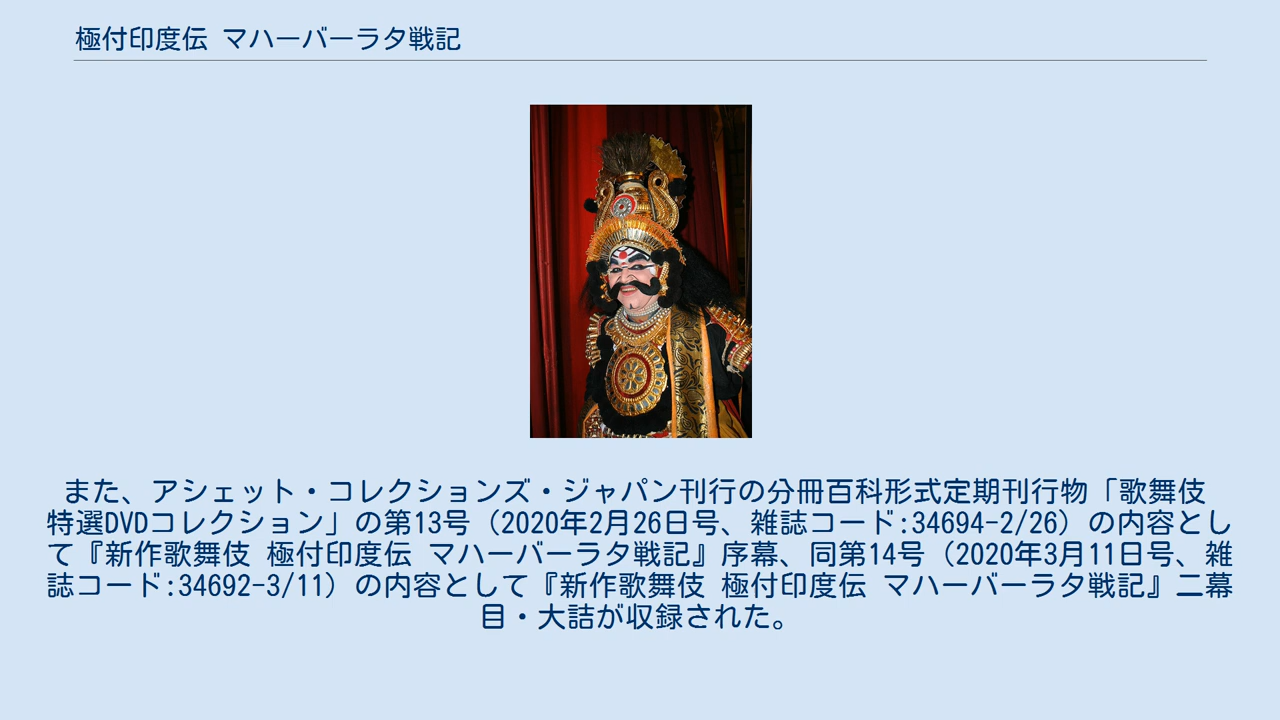 極付印度伝 マハーバーラタ戦記
また、アシェット・コレクションズ・ジャパン刊行の分冊百科形式定期刊行物「歌舞伎
特選DVDコレクション」の第13号（2020年2月26日号、雑誌コード:34694-2/26）の内容とし
て『新作歌舞伎 極付印度伝 マハーバーラタ戦記』序幕、同第14号（2020年3月11日号、雑
誌コード:34692-3/11）の内容として『新作歌舞伎 極付印度伝 マハーバーラタ戦記』二幕
目・大詰が収録された。